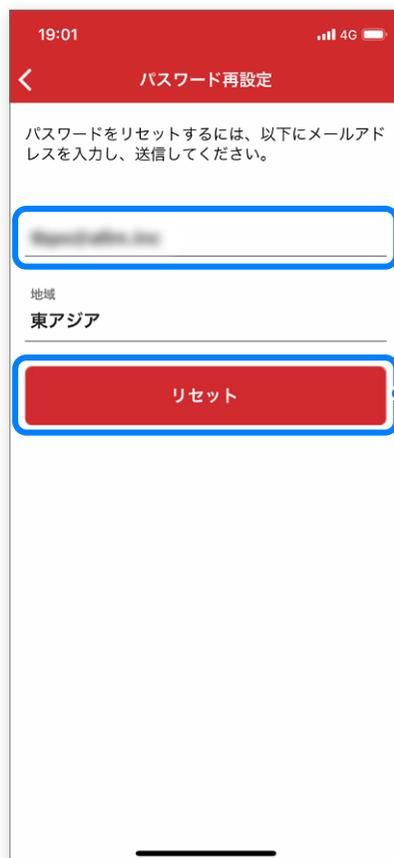 19:01
4G
パスワード再設定
パスワードをリセットするには、以下にメールアド
レスを入力し、送信してください。
地域
東アジア
リセット